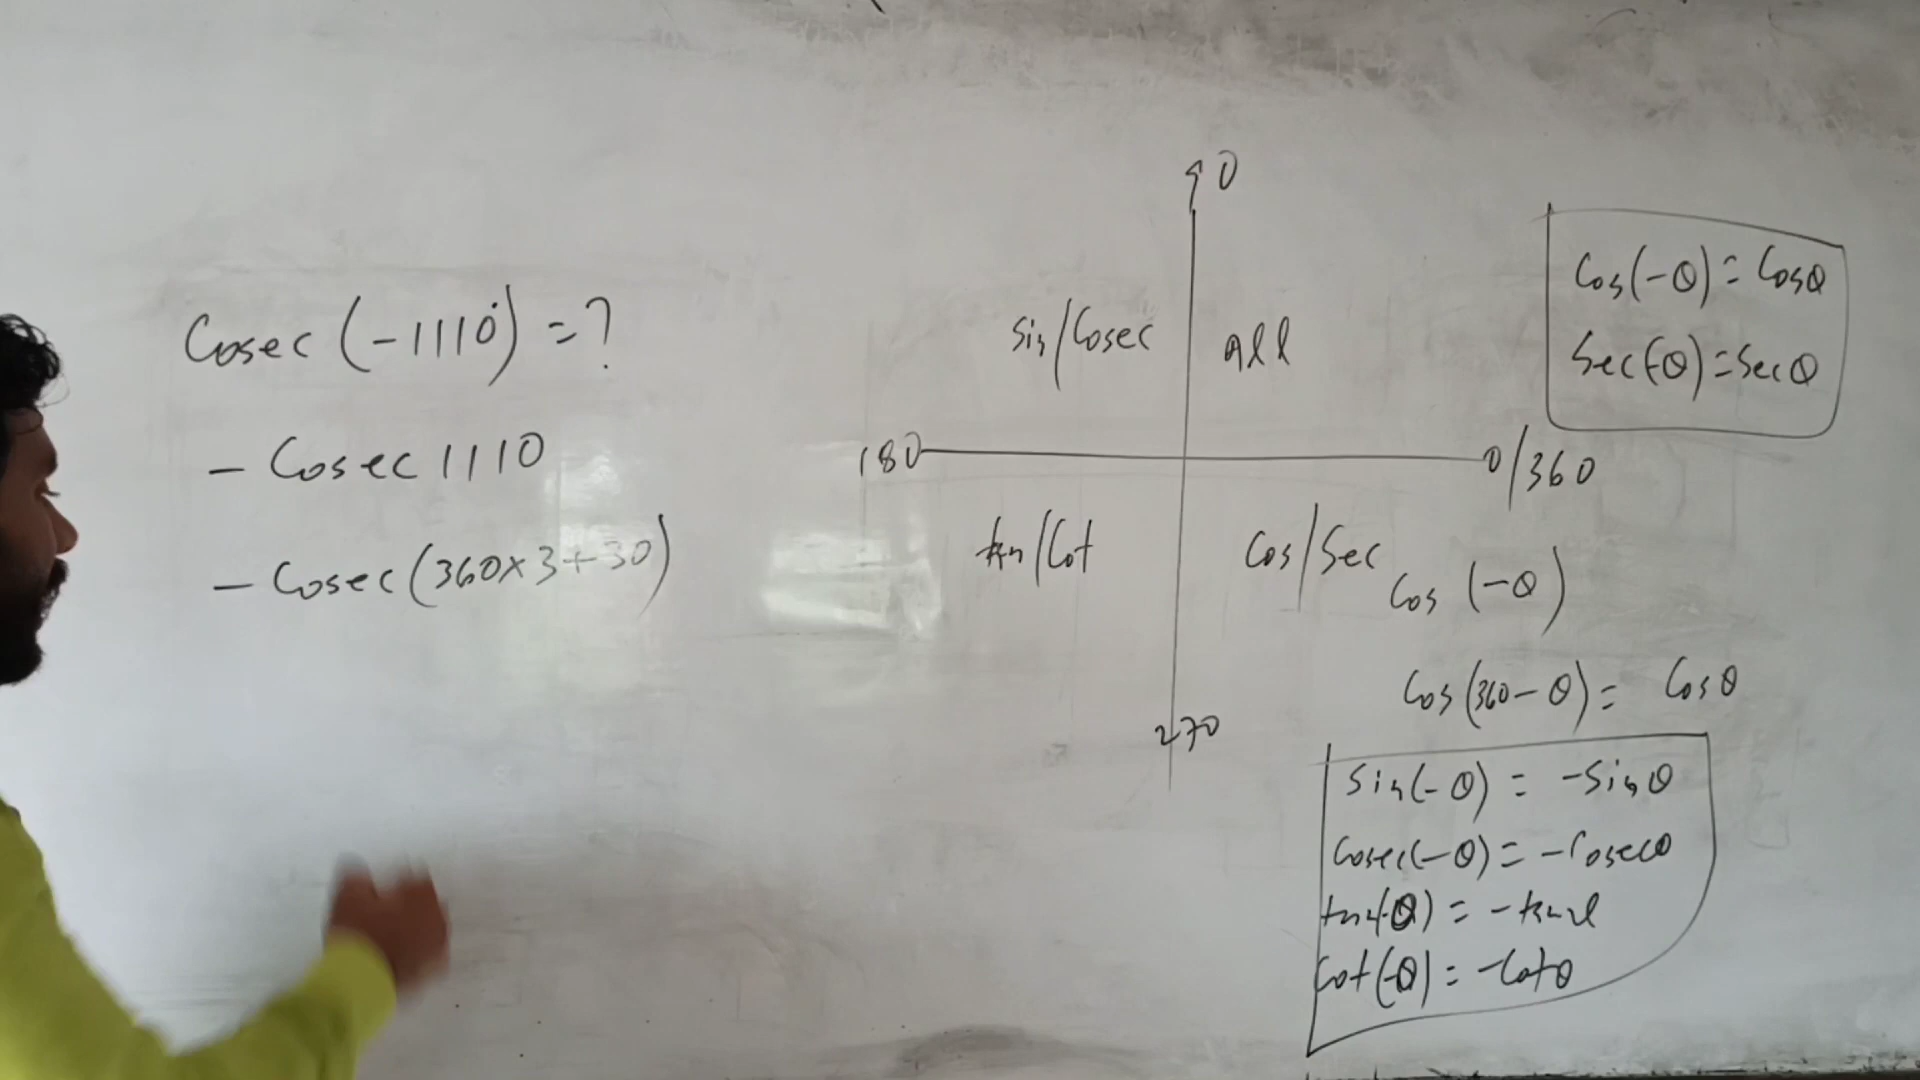 Cosec (-1110°) = ?
- Cosec 1110
- Cosec (360×3+30)
90
Sin/Cosec
All
180
0/360
tan/Cot
Cos/Sec
270
Cos(-θ) = Cosθ
Sec(-θ) = Secθ
Cos (-θ)
Cos (360-θ) = Cosθ
Sin(-θ) = -Sinθ
Cosec(-θ) = -Cosecθ
tan(-θ) = -tanθ
Cot(-θ) = -Cotθ